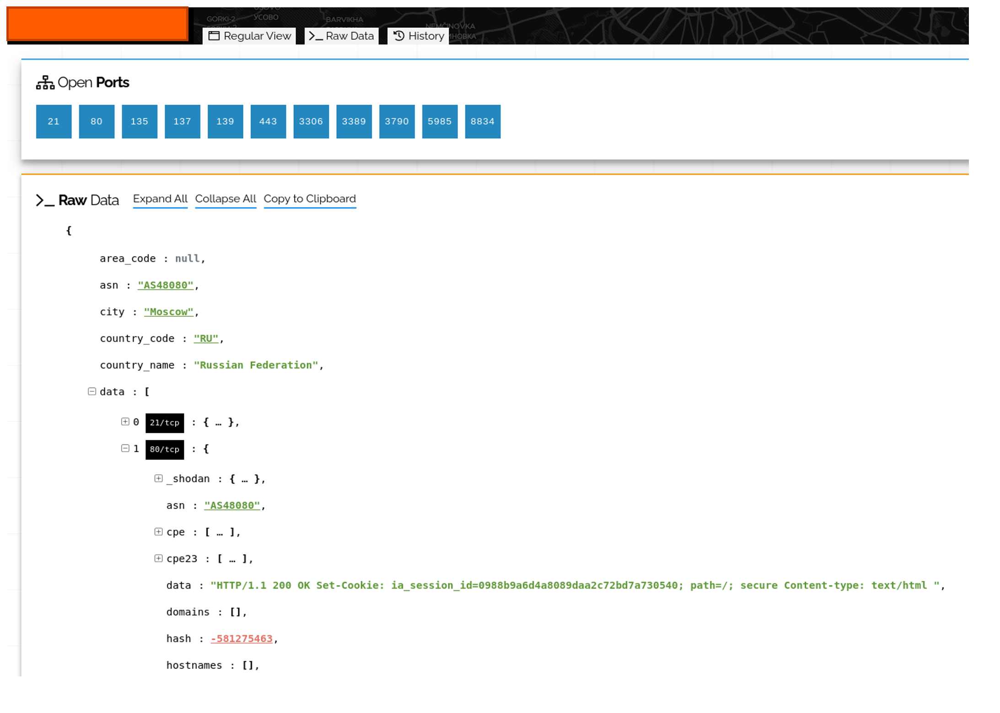 USOVO
GORKI-2 УСОВО BARVIKHA
NEMČINOVKA
Regular View Raw Data History ИНОВКА
Open Ports
21 80 135 137 139 443 3306 3389 3790 5985 8834
>_ Raw Data Expand All Collapse All Copy to Clipboard
{
area_code : null,
asn : "AS48080",
city : "Moscow",
country_code : "RU",
country_name : "Russian Federation",
data : [
0 21/tcp : { … },
1 80/tcp : {
_shodan : { … },
asn : "AS48080",
cpe : [ … ],
cpe23 : [ … ],
data : "HTTP/1.1 200 OK Set-Cookie: ia_session_id=0988b9a6d4a8089daa2c72bd7a730540; path=/; secure Content-type: text/html ",
domains : [],
hash : -581275463,
hostnames : [],